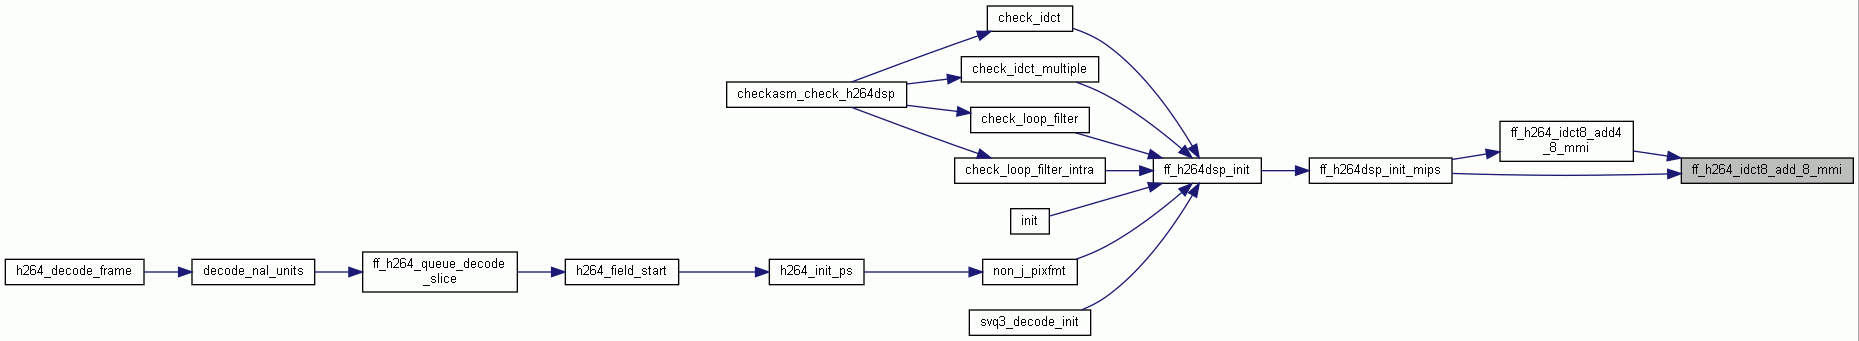 check_idct
check_idct_multiple
checkasm_check_h264dsp
check_loop_filter
ff_h264_idct8_add4
_8_mmi
check_loop_filter_intra
ff_h264dsp_init
ff_h264dsp_init_mips
ff_h264_idct8_add_8_mmi
init
h264_decode_frame
decode_nal_units
ff_h264_queue_decode
_slice
h264_field_start
h264_init_ps
non_j_pixfmt
svq3_decode_init